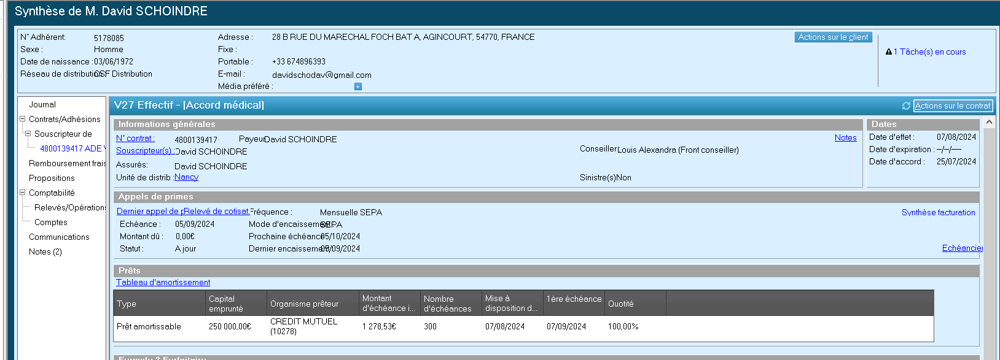 Synthèse de M. David SCHOINDRE
N° Adhérent: 5178085 Adresse : 28 B RUE DU MARECHAL FOCH BAT A, AGINCOURT, 54770, FRANCE Actions sur le client
Sexe : Homme Fixe : 1 Tâche(s) en cours
Date de naissance : 03/06/1972 Portable : +33 674896393
Réseau de distribution CSF Distribution E-mail : davidschodav@gmail.com
Média préféré : +
Journal V27 Effectif - [Accord médical] Actions sur le contrat
Contrats/Adhésions Informations générales Dates
Souscripteur de N° contrat : 4800139417 Payeur David SCHOINDRE Notes Date d'effet : 07/08/2024
4800139417 ADE Souscripteur(s) : David SCHOINDRE Conseiller Louis Alexandra (Front conseiller) Date d'expiration : --/--/----
Remboursement frais Assurés: David SCHOINDRE Date d'accord : 25/07/2024
Propositions Unité de distrib : Nancy Sinistre(s) Non
Comptabilité Appels de primes
Relevés/Opérations Dernier appel de p Relevé de cotisat. Fréquence : Mensuelle SEPA Synthèse facturation
Comptes Echéance : 05/09/2024 Mode d'encaissement SEPA
Communications Montant dû : 0,00€ Prochaine échéance 05/10/2024
Notes (2) Statut : A jour Dernier encaissement 05/09/2024 Echéancier
Prêts
Tableau d'amortissement
Type Capital emprunté Organisme prêteur Montant d'échéance i... Nombre d'échéances Mise à disposition d... 1ère échéance Quotité
Prêt amortissable 250 000,00€ CREDIT MUTUEL (10278) 1 278,53€ 300 07/08/2024 07/09/2024 100,00%